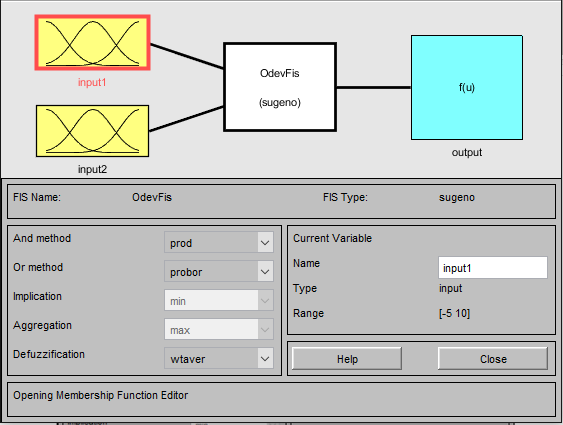 input1
input2
OdevFis
(sugeno)
f(u)
output
FIS Name: OdevFis FIS Type: sugeno
And method prod
Or method probor
Implication min
Aggregation max
Defuzzification wtaver
Current Variable
Name input1
Type input
Range [-5 10]
Help Close
Opening Membership Function Editor